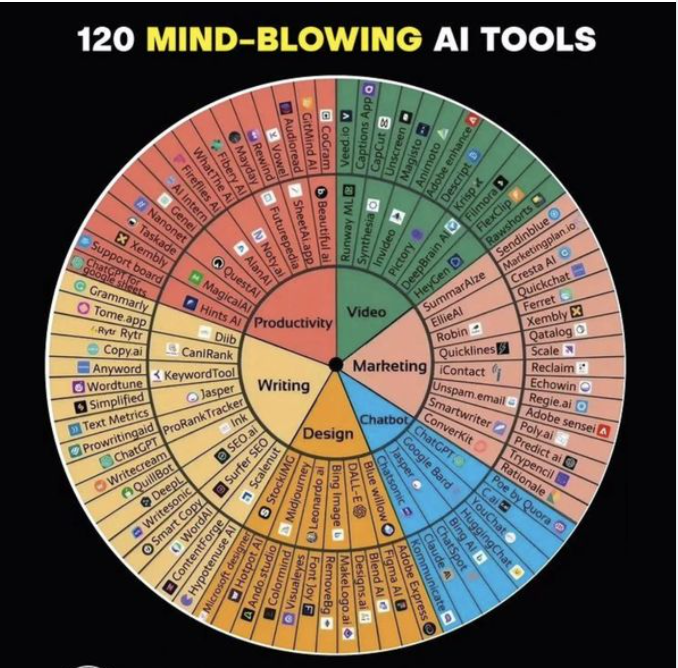 120 MIND-BLOWING AI TOOLS
Video
Runway ML
Synthesia
Invideo
Pictory
DeepBrain AI
HeyGen
Veed.io
Captions App
CapCut
Unscreen
Magisto
Animoto
Adobe enhance
Descript
Krisp
Filmora
FlexClip
Rawshorts
Marketing
SummarAIze
EllieAI
Robin
Quicklines
iContact
Unspam.email
Smartwriter
ConverKit
Sendinblue
Marketingplan.io
Cresta AI
Quickchat
Ferret
Xembly
Qatalog
Scale
Reclaim
Echowin
Regie.ai
Adobe sensei
Poly.ai
Predict ai
Trypencil
Rationale
Chatbot
ChatGPT
Google Bard
Jasper
Chatsonic
Poe by Quora
C.ai
YouChat
HuggingChat
Bing AI
ChatSpot
Claude AI
Kommunicate
Design
Blue willow
DALL-E
Bing Image
Leonardo ai
Midjourney
StockIMG
Adobe Express
Figma AI
Blend AI
Designs.ai
MakeLogo.ai
RemoveBg
Font Joy
Visualeyes
Colormind
Ando studio
Hotpot AI
Microsoft designer
Writing
Scalenut
Surfer SEO
SEO.ai
Ink
ProRankTracker
Jasper
KeywordTool
CanIRank
Diib
Hypotenuse AI
ContentForge
WordAI
Smart Copy
Writesonic
DeepL
QuillBot
Writecream
ChatGPT
Prowritingaid
Text Metrics
Simplified
Wordtune
Anyword
Copy.ai
Rytr Rytr
Tome.app
Grammarly
Productivity
Hints AI
MagicalAI
QuestAI
AlanAI
Nohly.ai
Futurepedia
SheetAi.app
Beautiful ai
ChatGPT for
google sheets
Support board
Xembly
Taskade
Nanonet
Genei
AI Intern
Fireflies AI
WhatThe Ai
Fibery AI
Mayday
Rewind
Vowel
Audioread
GitMind AI
CoGram